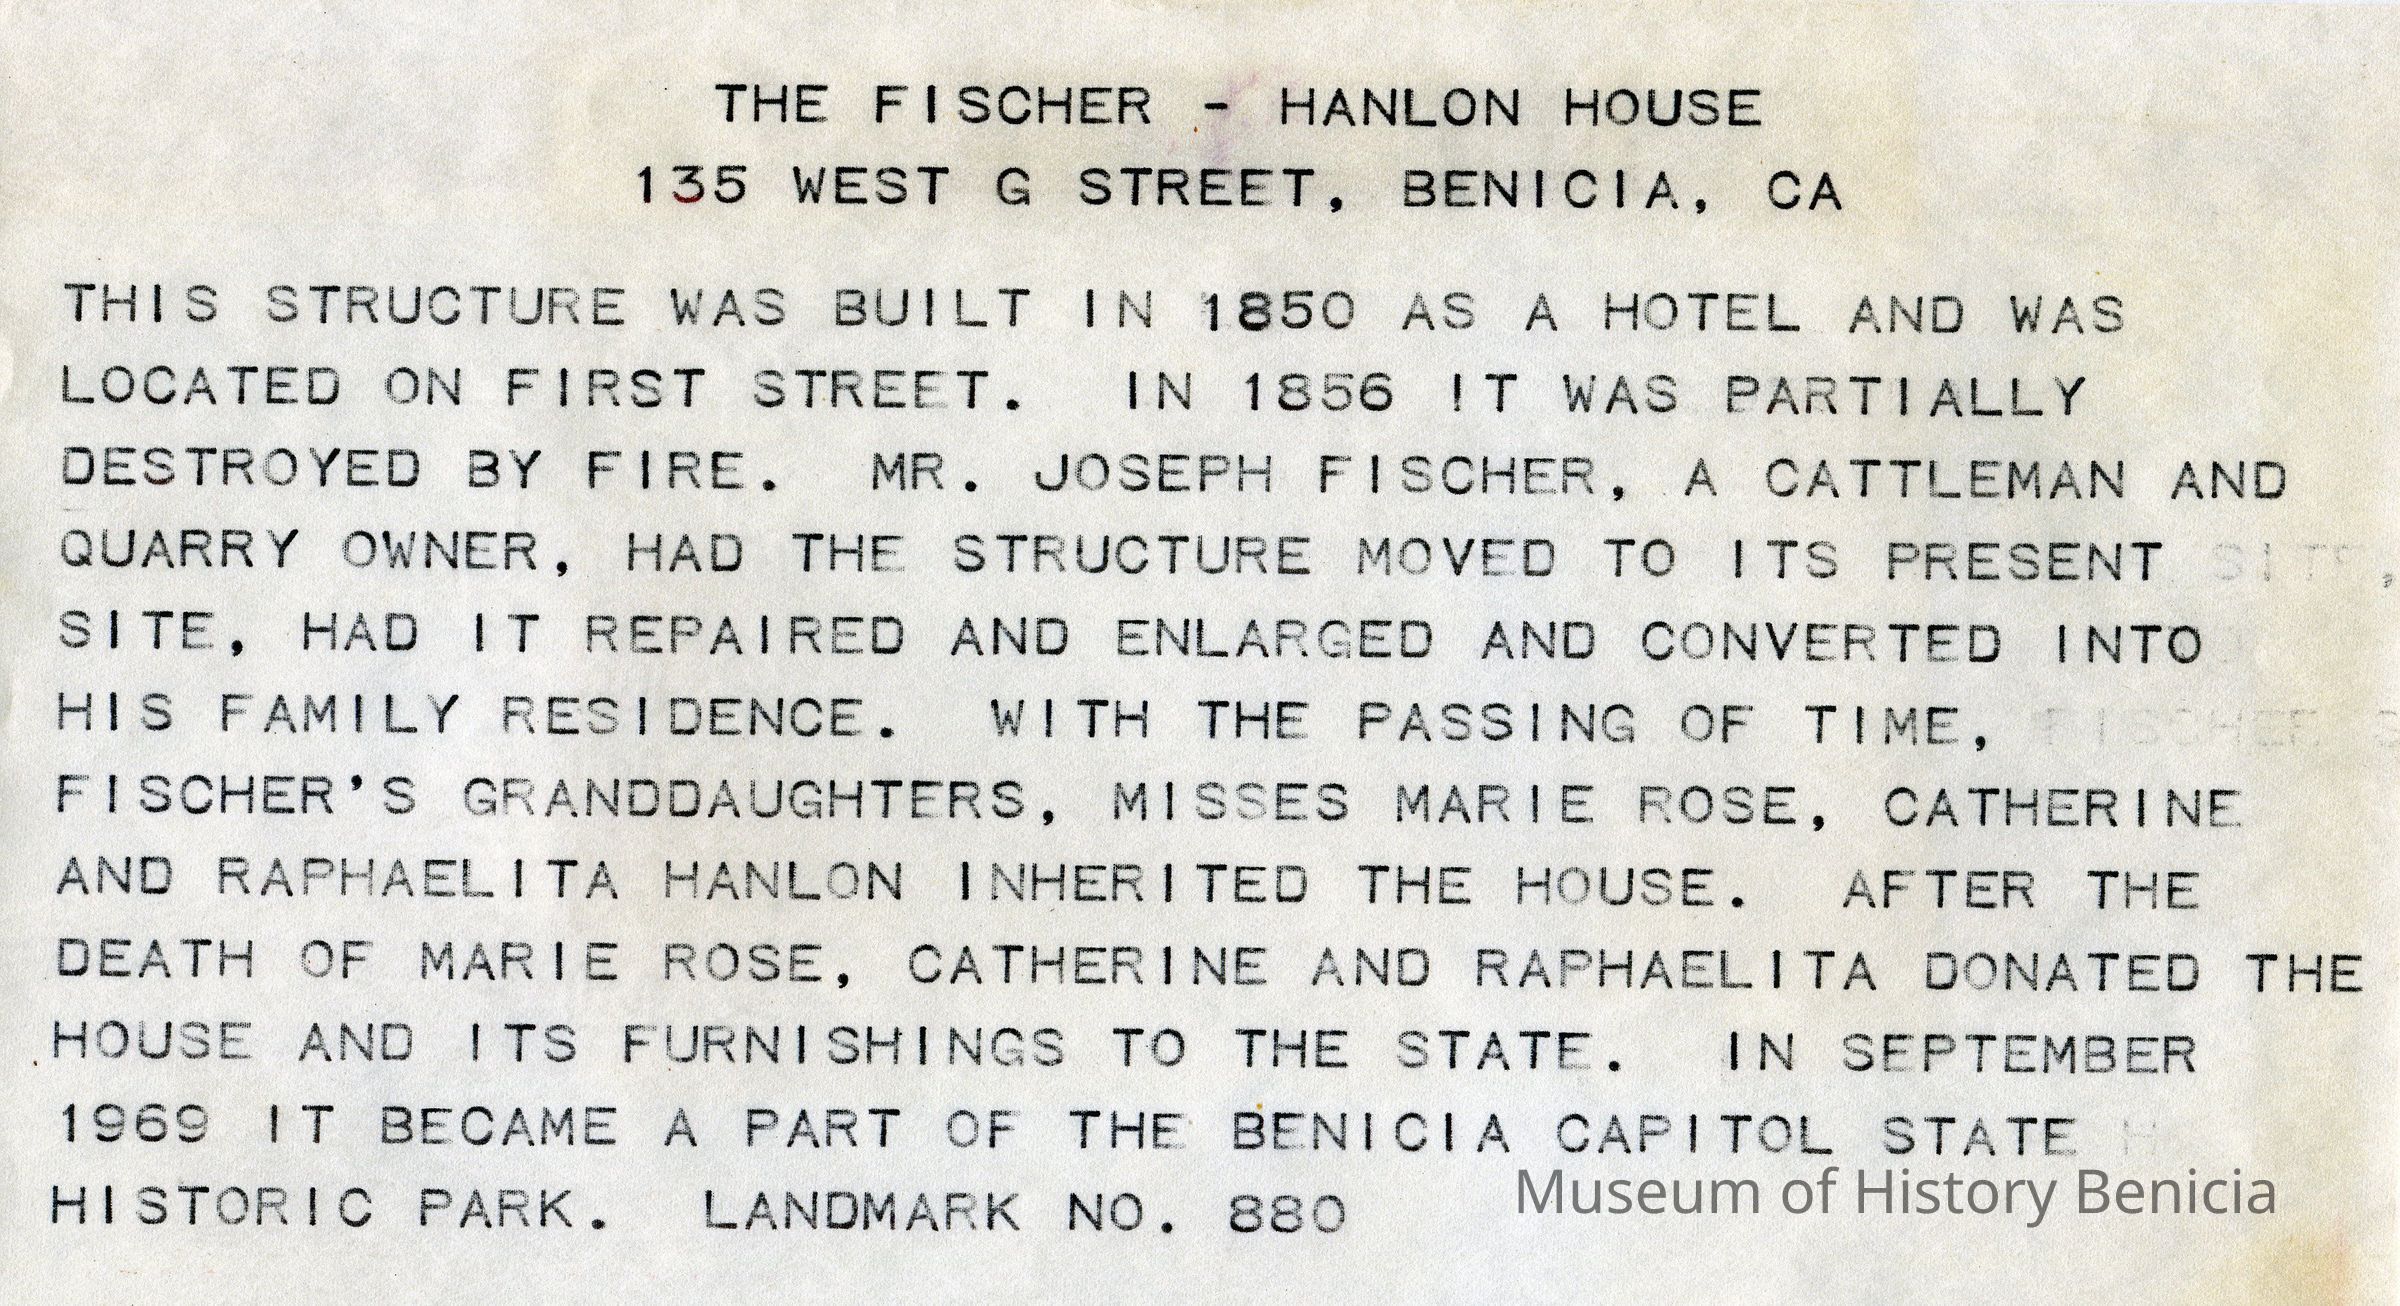 THE FISCHER - HANLON HOUSE
135 WEST G STREET, BENICIA, CA
THIS STRUCTURE WAS BUILT IN 1850 AS A HOTEL AND WAS
LOCATED ON FIRST STREET. IN 1856 IT WAS PARTIALLY
DESTROYED BY FIRE. MR. JOSEPH FISCHER, A CATTLEMAN AND
QUARRY OWNER, HAD THE STRUCTURE MOVED TO ITS PRESENT
SITE, HAD IT REPAIRED AND ENLARGED AND CONVERTED INTO
HIS FAMILY RESIDENCE. WITH THE PASSING OF TIME,
FISCHER'S GRANDDAUGHTERS, MISSES MARIE ROSE, CATHERINE
AND RAPHAELITA HANLON INHERITED THE HOUSE. AFTER THE
DEATH OF MARIE ROSE, CATHERINE AND RAPHAELITA DONATED THE
HOUSE AND ITS FURNISHINGS TO THE STATE. IN SEPTEMBER
1969 IT BECAME A PART OF THE BENICIA CAPITOL STATE
HISTORIC PARK. LANDMARK NO. 880
Museum of History Benicia